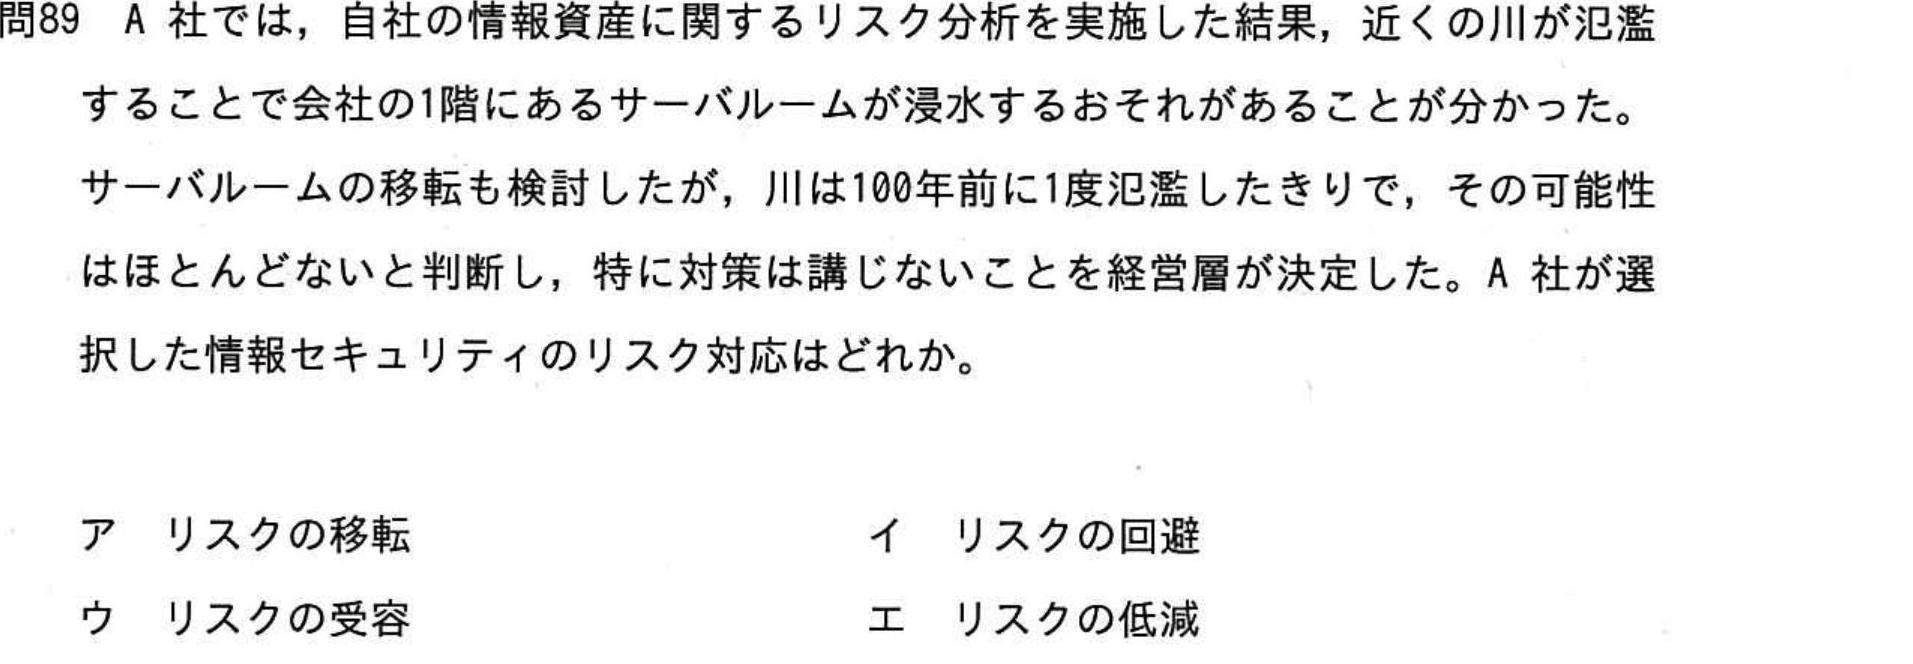 問89 A 社では，自社の情報資産に関するリスク分析を実施した結果，近くの川が氾濫
することで会社の1階にあるサーバルームが浸水するおそれがあることが分かった。
サーバルームの移転も検討したが，川は100年前に1度氾濫したきりで，その可能性
はほとんどないと判断し，特に対策は講じないことを経営層が決定した。A 社が選
択した情報セキュリティのリスク対応はどれか。
ア リスクの移転 イ リスクの回避
ウ リスクの受容 エ リスクの低減